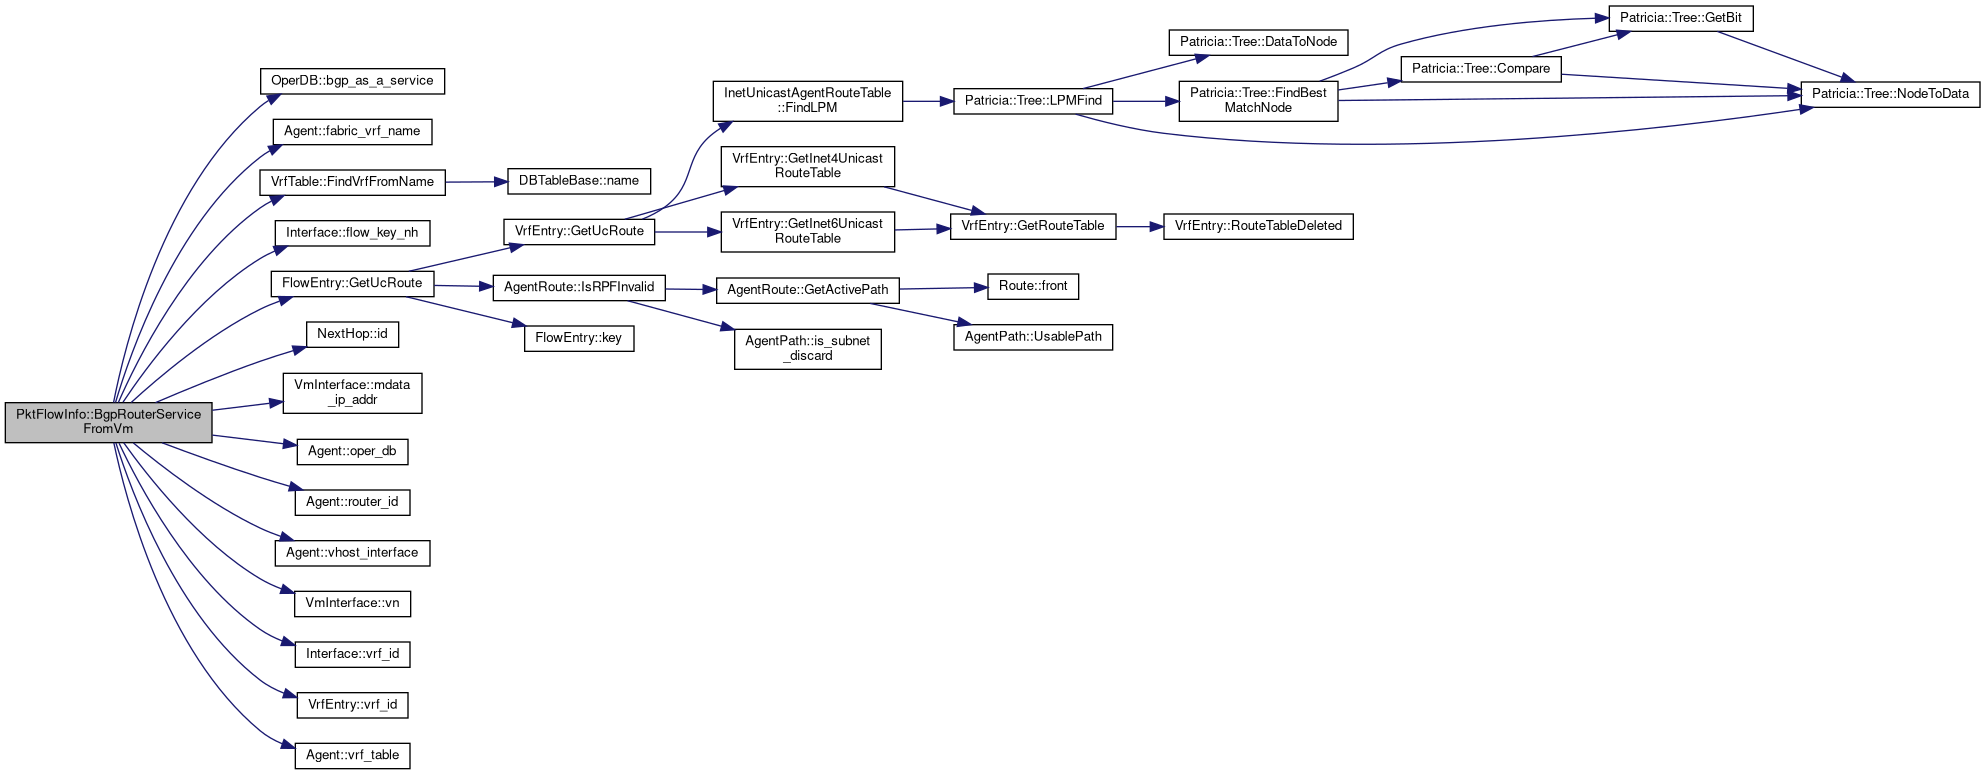 PktFlowInfo::BgpRouterService
FromVm
OperDB::bgp_as_a_service
Agent::fabric_vrf_name
VrfTable::FindVrfFromName
Interface::flow_key_nh
FlowEntry::GetUcRoute
NextHop::id
VmInterface::mdata
_ip_addr
Agent::oper_db
Agent::router_id
Agent::vhost_interface
VmInterface::vn
Interface::vrf_id
VrfEntry::vrf_id
Agent::vrf_table
DBTableBase::name
VrfEntry::GetUcRoute
AgentRoute::IsRPFInvalid
FlowEntry::key
InetUnicastAgentRouteTable
::FindLPM
VrfEntry::GetInet4Unicast
RouteTable
VrfEntry::GetInet6Unicast
RouteTable
AgentRoute::GetActivePath
AgentPath::is_subnet
_discard
Patricia::Tree::LPMFind
VrfEntry::GetRouteTable
Route::front
AgentPath::UsablePath
Patricia::Tree::DataToNode
Patricia::Tree::FindBest
MatchNode
VrfEntry::RouteTableDeleted
Patricia::Tree::Compare
Patricia::Tree::GetBit
Patricia::Tree::NodeToData